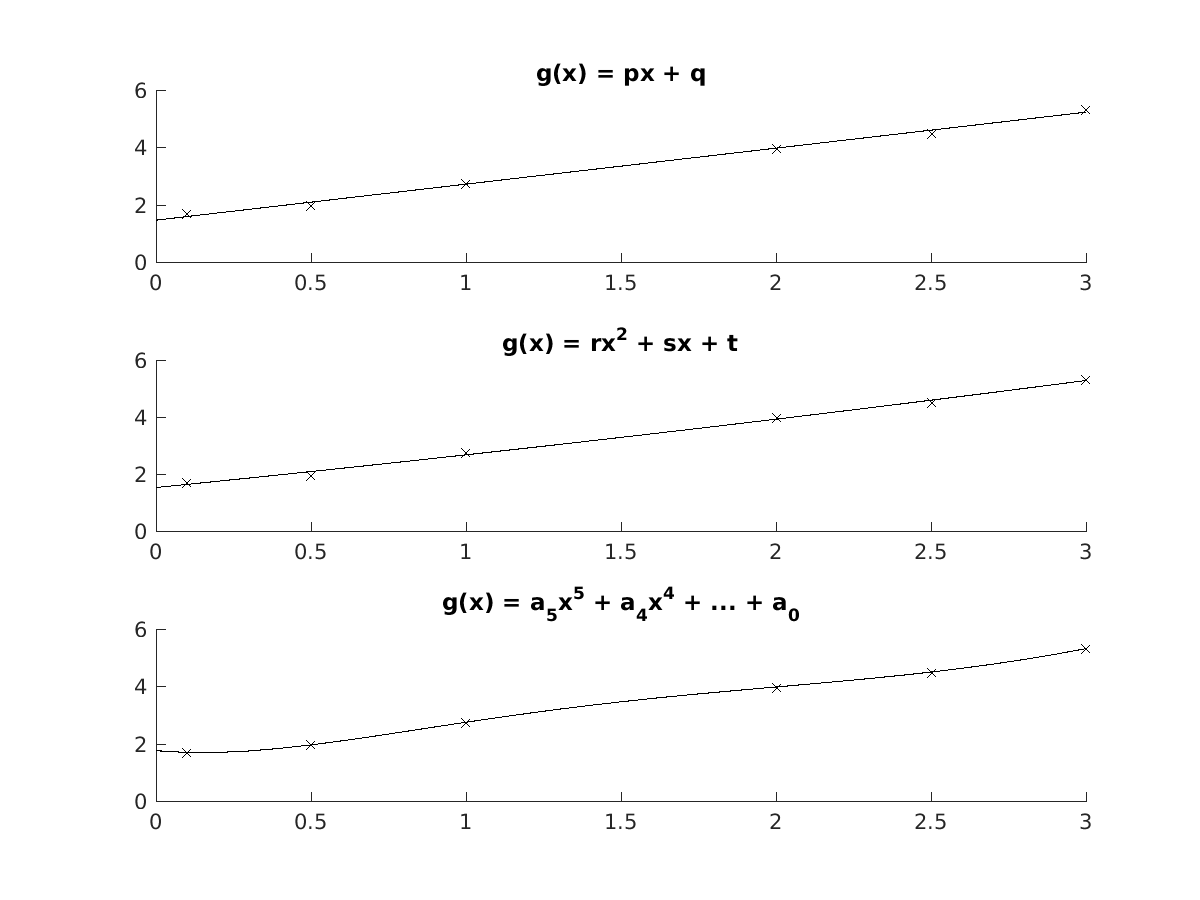 g(x) = px + q
6
4
2
0
0 0.5 1 1.5 2 2.5 3
g(x) = rx² + sx + t
6
4
2
0
0 0.5 1 1.5 2 2.5 3
g(x) = a₅x⁵ + a₄x⁴ + ... + a₀
6
4
2
0
0 0.5 1 1.5 2 2.5 3